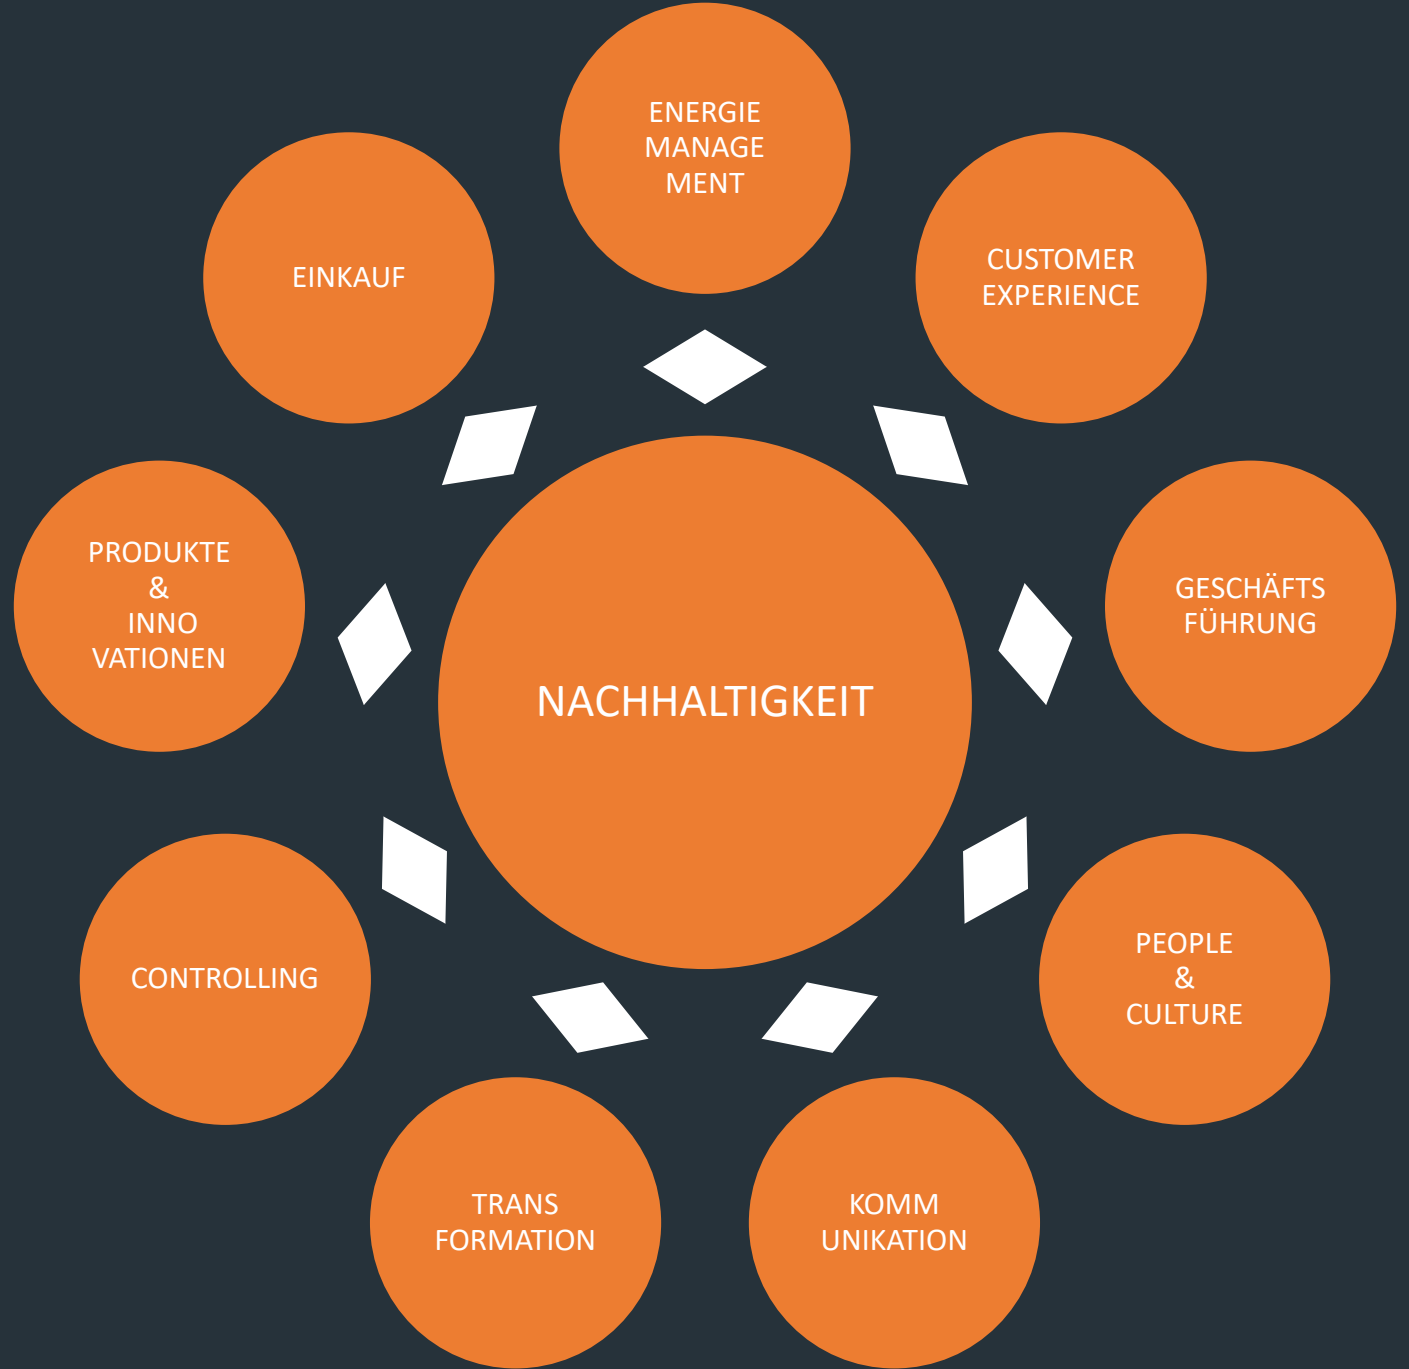 ENERGIE
MANAGE
MENT
CUSTOMER
EXPERIENCE
GESCHÄFTS
FÜHRUNG
PEOPLE
&
CULTURE
KOMM
UNIKATION
TRANS
FORMATION
CONTROLLING
PRODUKTE
&
INNO
VATIONEN
EINKAUF
NACHHALTIGKEIT